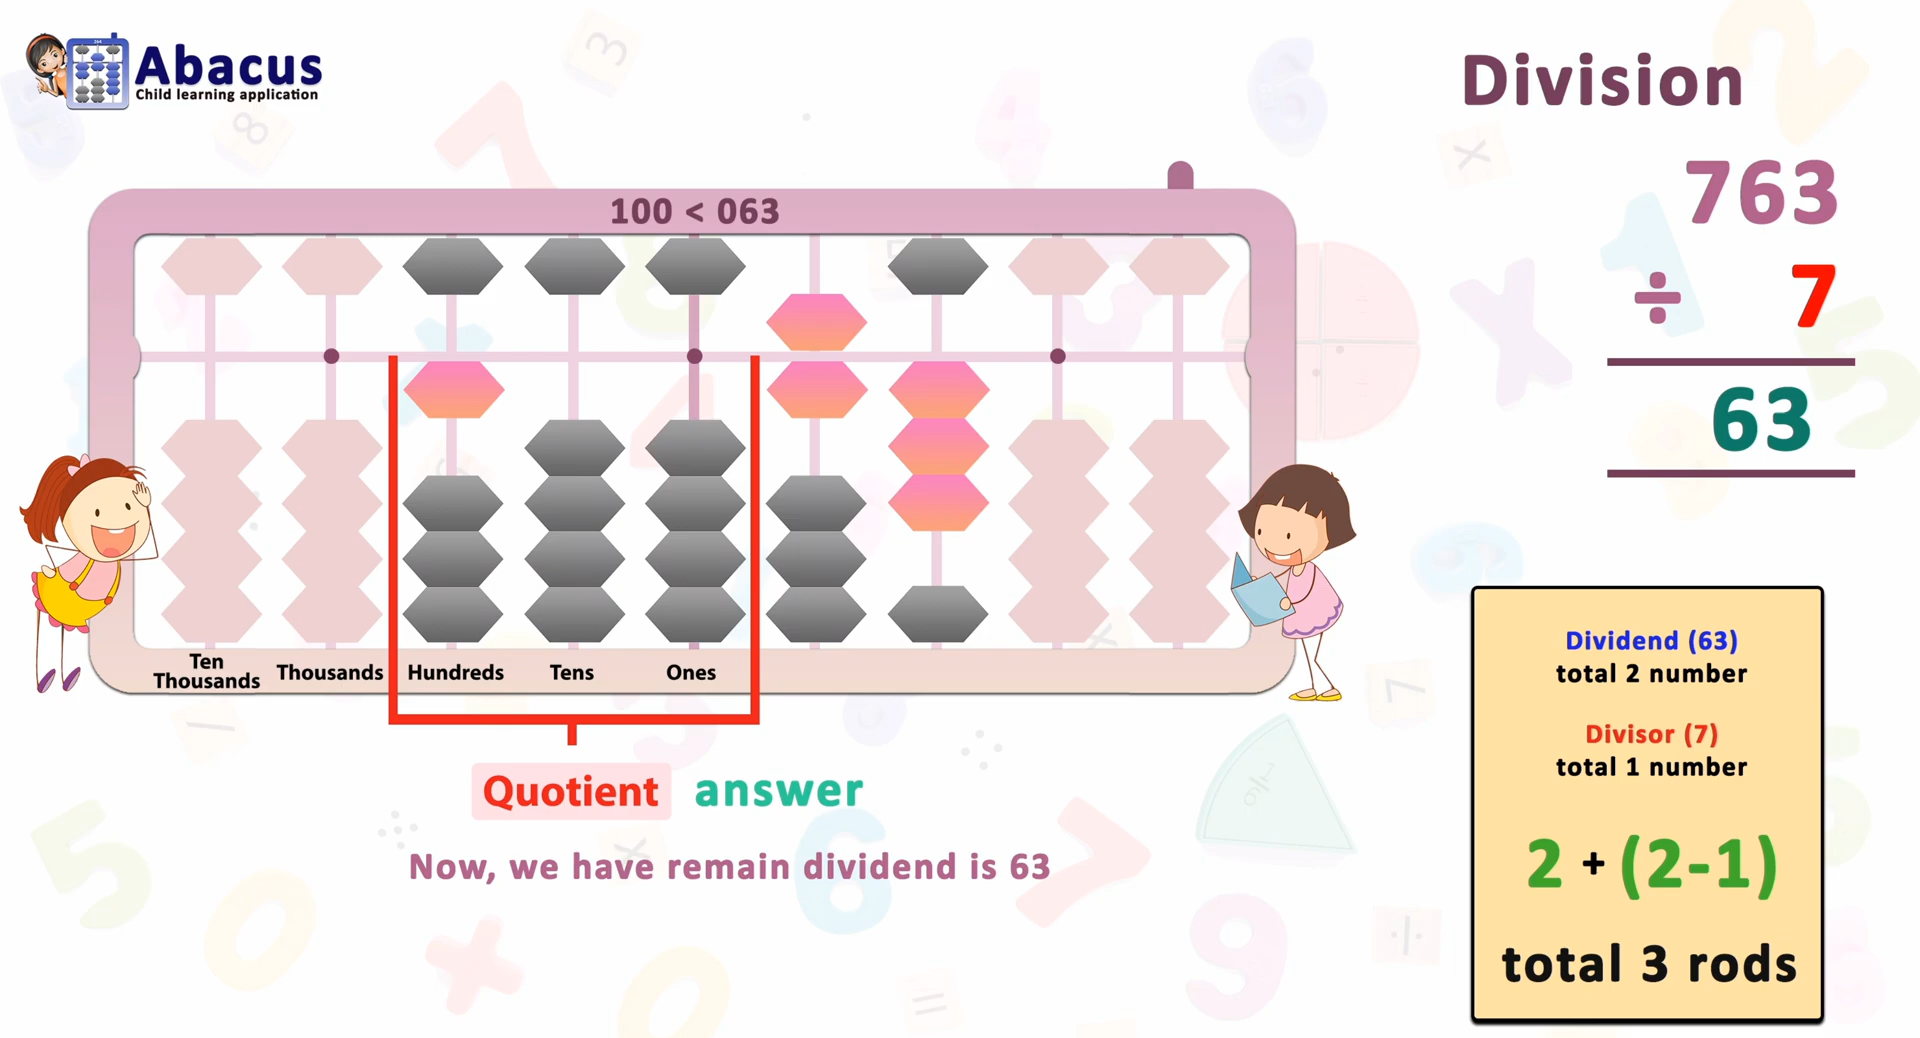 Abacus
Child learning application
Division
763
÷ 7
63
100 < 063
Ten
Thousands
Thousands
Hundreds
Tens
Ones
Quotient answer
Now, we have remain dividend is 63
Dividend (63)
total 2 number
Divisor (7)
total 1 number
2 + (2-1)
total 3 rods